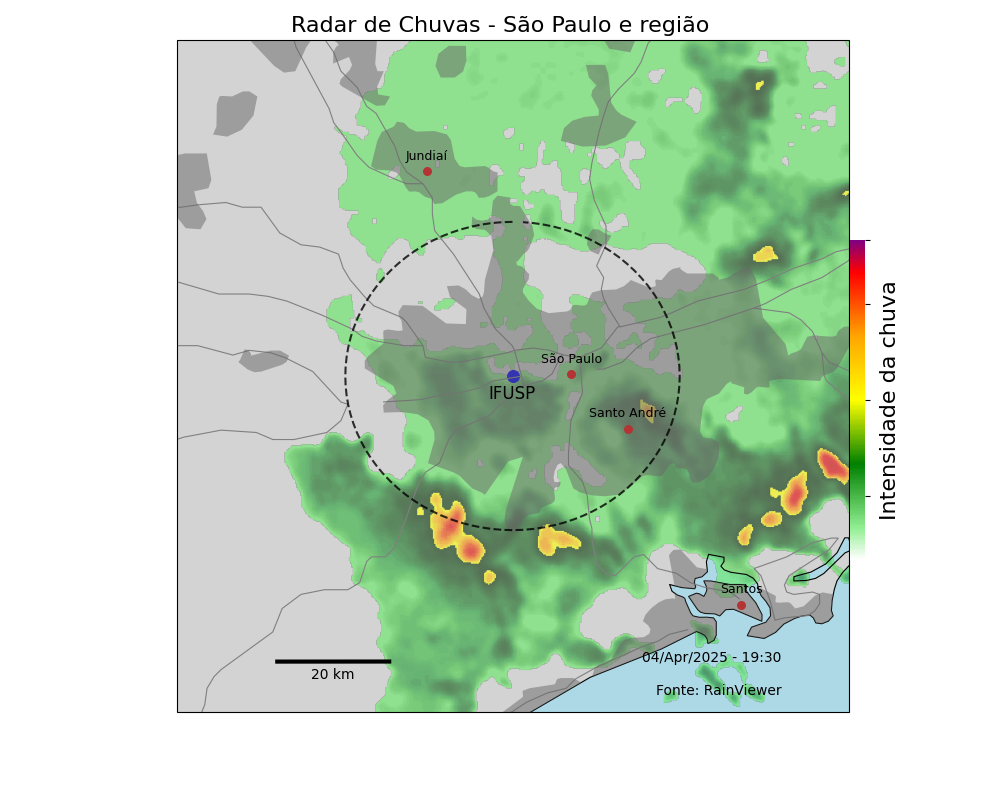 Radar de Chuvas - São Paulo e região
Jundiaí
São Paulo
IFUSP
Santo André
Intensidade da chuva
Santos
20 km
04/Apr/2025 - 19:30
Fonte: RainViewer